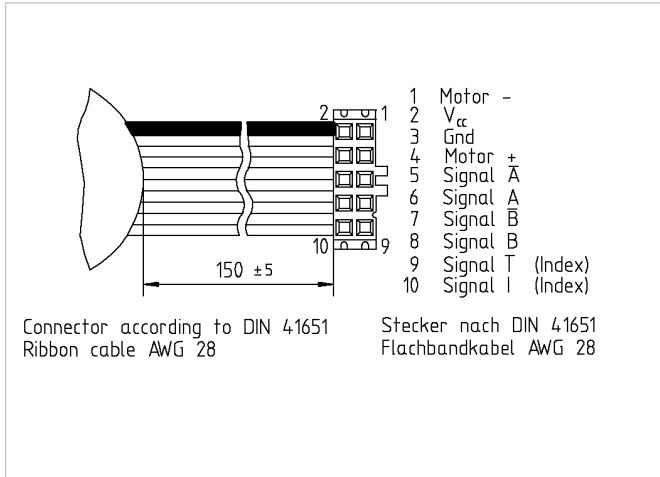 2 1
10 9
150 ±5
1 Motor -
2 Vcc
3 Gnd
4 Motor +
5 Signal A̅
6 Signal A
7 Signal B̅
8 Signal B
9 Signal I̅ (Index)
10 Signal I (Index)
Connector according to DIN 41651
Ribbon cable AWG 28
Stecker nach DIN 41651
Flachbandkabel AWG 28